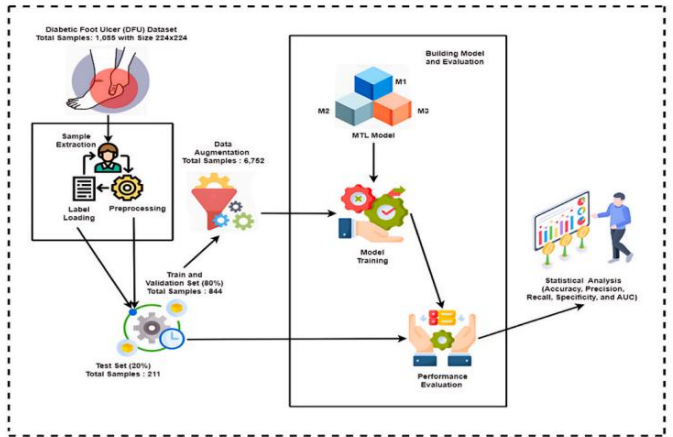 Diabetic Foot Ulcer (DFU) Dataset
Total Samples: 1,055 with Size 224x224
Sample
Extraction
Label
Loading
Preprocessing
Data
Augmentation
Total Samples : 6,752
Train and
Validation Set (80%)
Total Samples : 844
Test Set (20%)
Total Samples : 211
Building Model
and Evaluation
M1
M2
M3
MTL Model
Model
Training
Performance
Evaluation
Statistical Analysis
(Accuracy, Precision,
Recall, Specificity, and AUC)